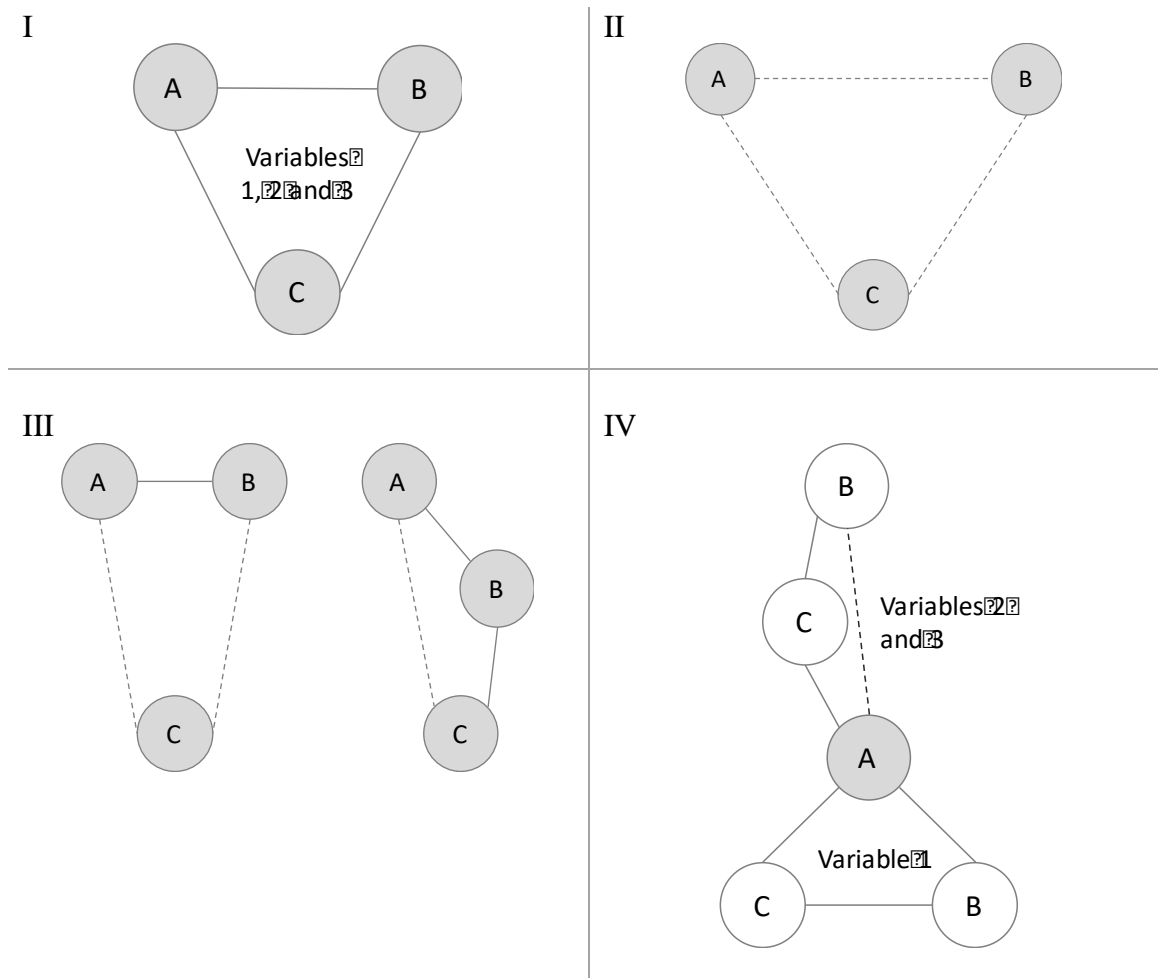 I
A
B
Variables
1, 2 and 3
C
II
A
B
C
III
A
B
C
A
B
C
IV
B
C
Variables 2
and 3
A
Variable 1
C
B